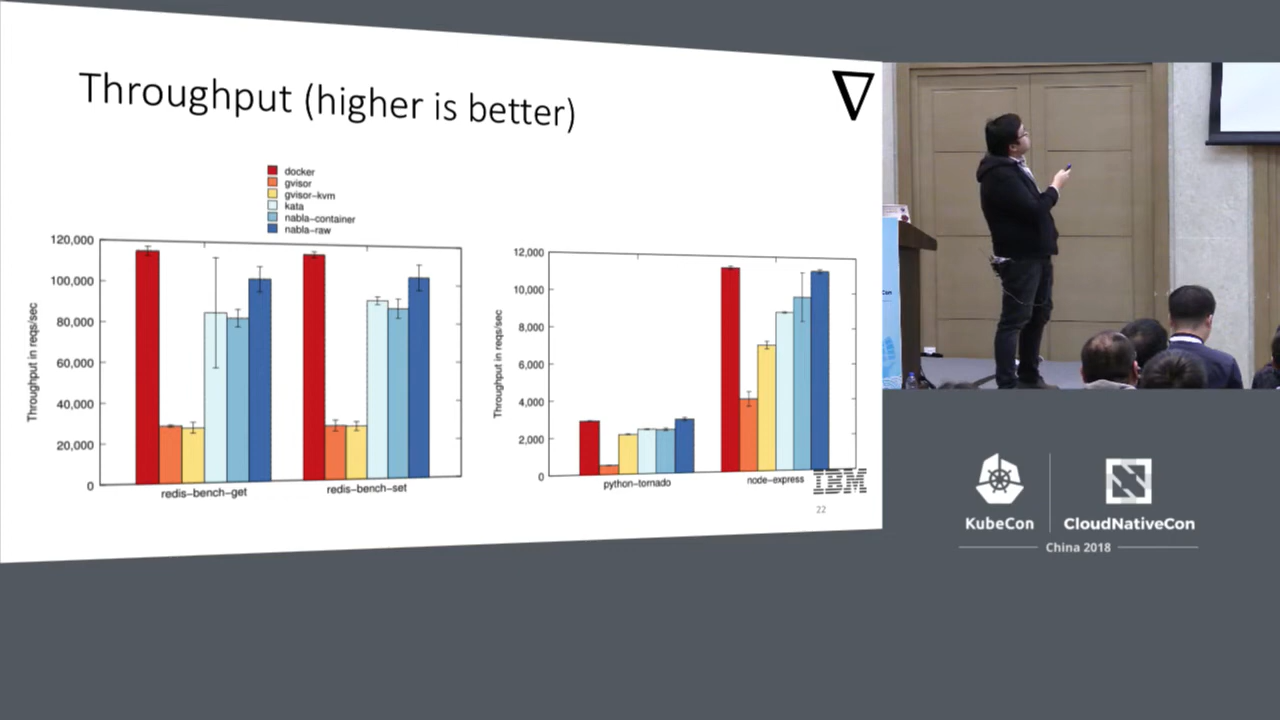 Throughput (higher is better)
docker
gvisor
gvisor-kvm
kata
nabla-container
nabla-raw
120,000
100,000
80,000
60,000
40,000
20,000
0
Throughput in reqs/sec
redis-bench-get
redis-bench-set
12,000
10,000
8,000
6,000
4,000
2,000
0
Throughput in reqs/sec
python-tornado
node-express
IBM
22
KubeCon
CloudNativeCon
China 2018